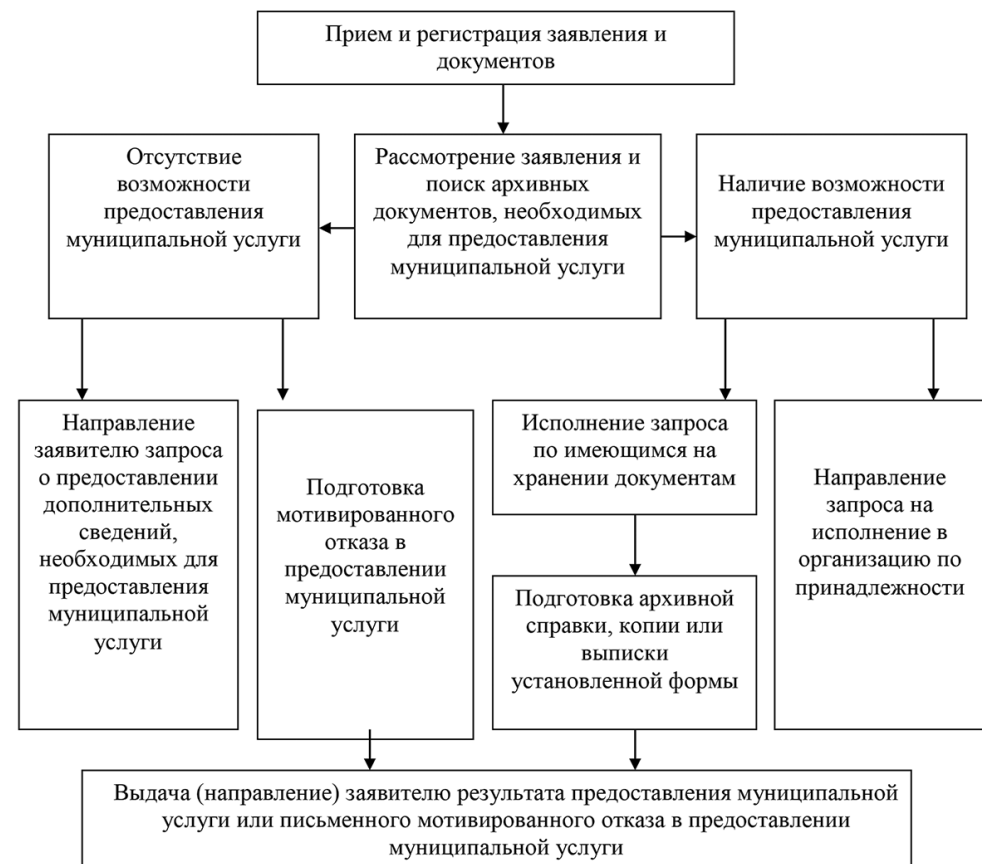 Прием и регистрация заявления и
документов
Отсутствие
возможности
предоставления
муниципальной услуги
Рассмотрение заявления и
поиск архивных
документов, необходимых
для предоставления
муниципальной услуги
Наличие возможности
предоставления
муниципальной услуги
Направление
заявителю запроса
о предоставлении
дополнительных
сведений,
необходимых для
предоставления
муниципальной
услуги
Подготовка
мотивированного
отказа в
предоставлении
муниципальной
услуги
Исполнение запроса
по имеющимся на
хранении документам
Подготовка архивной
справки, копии или
выписки
установленной формы
Направление
запроса на
исполнение в
организацию по
принадлежности
Выдача (направление) заявителю результата предоставления муниципальной
услуги или письменного мотивированного отказа в предоставлении
муниципальной услуги